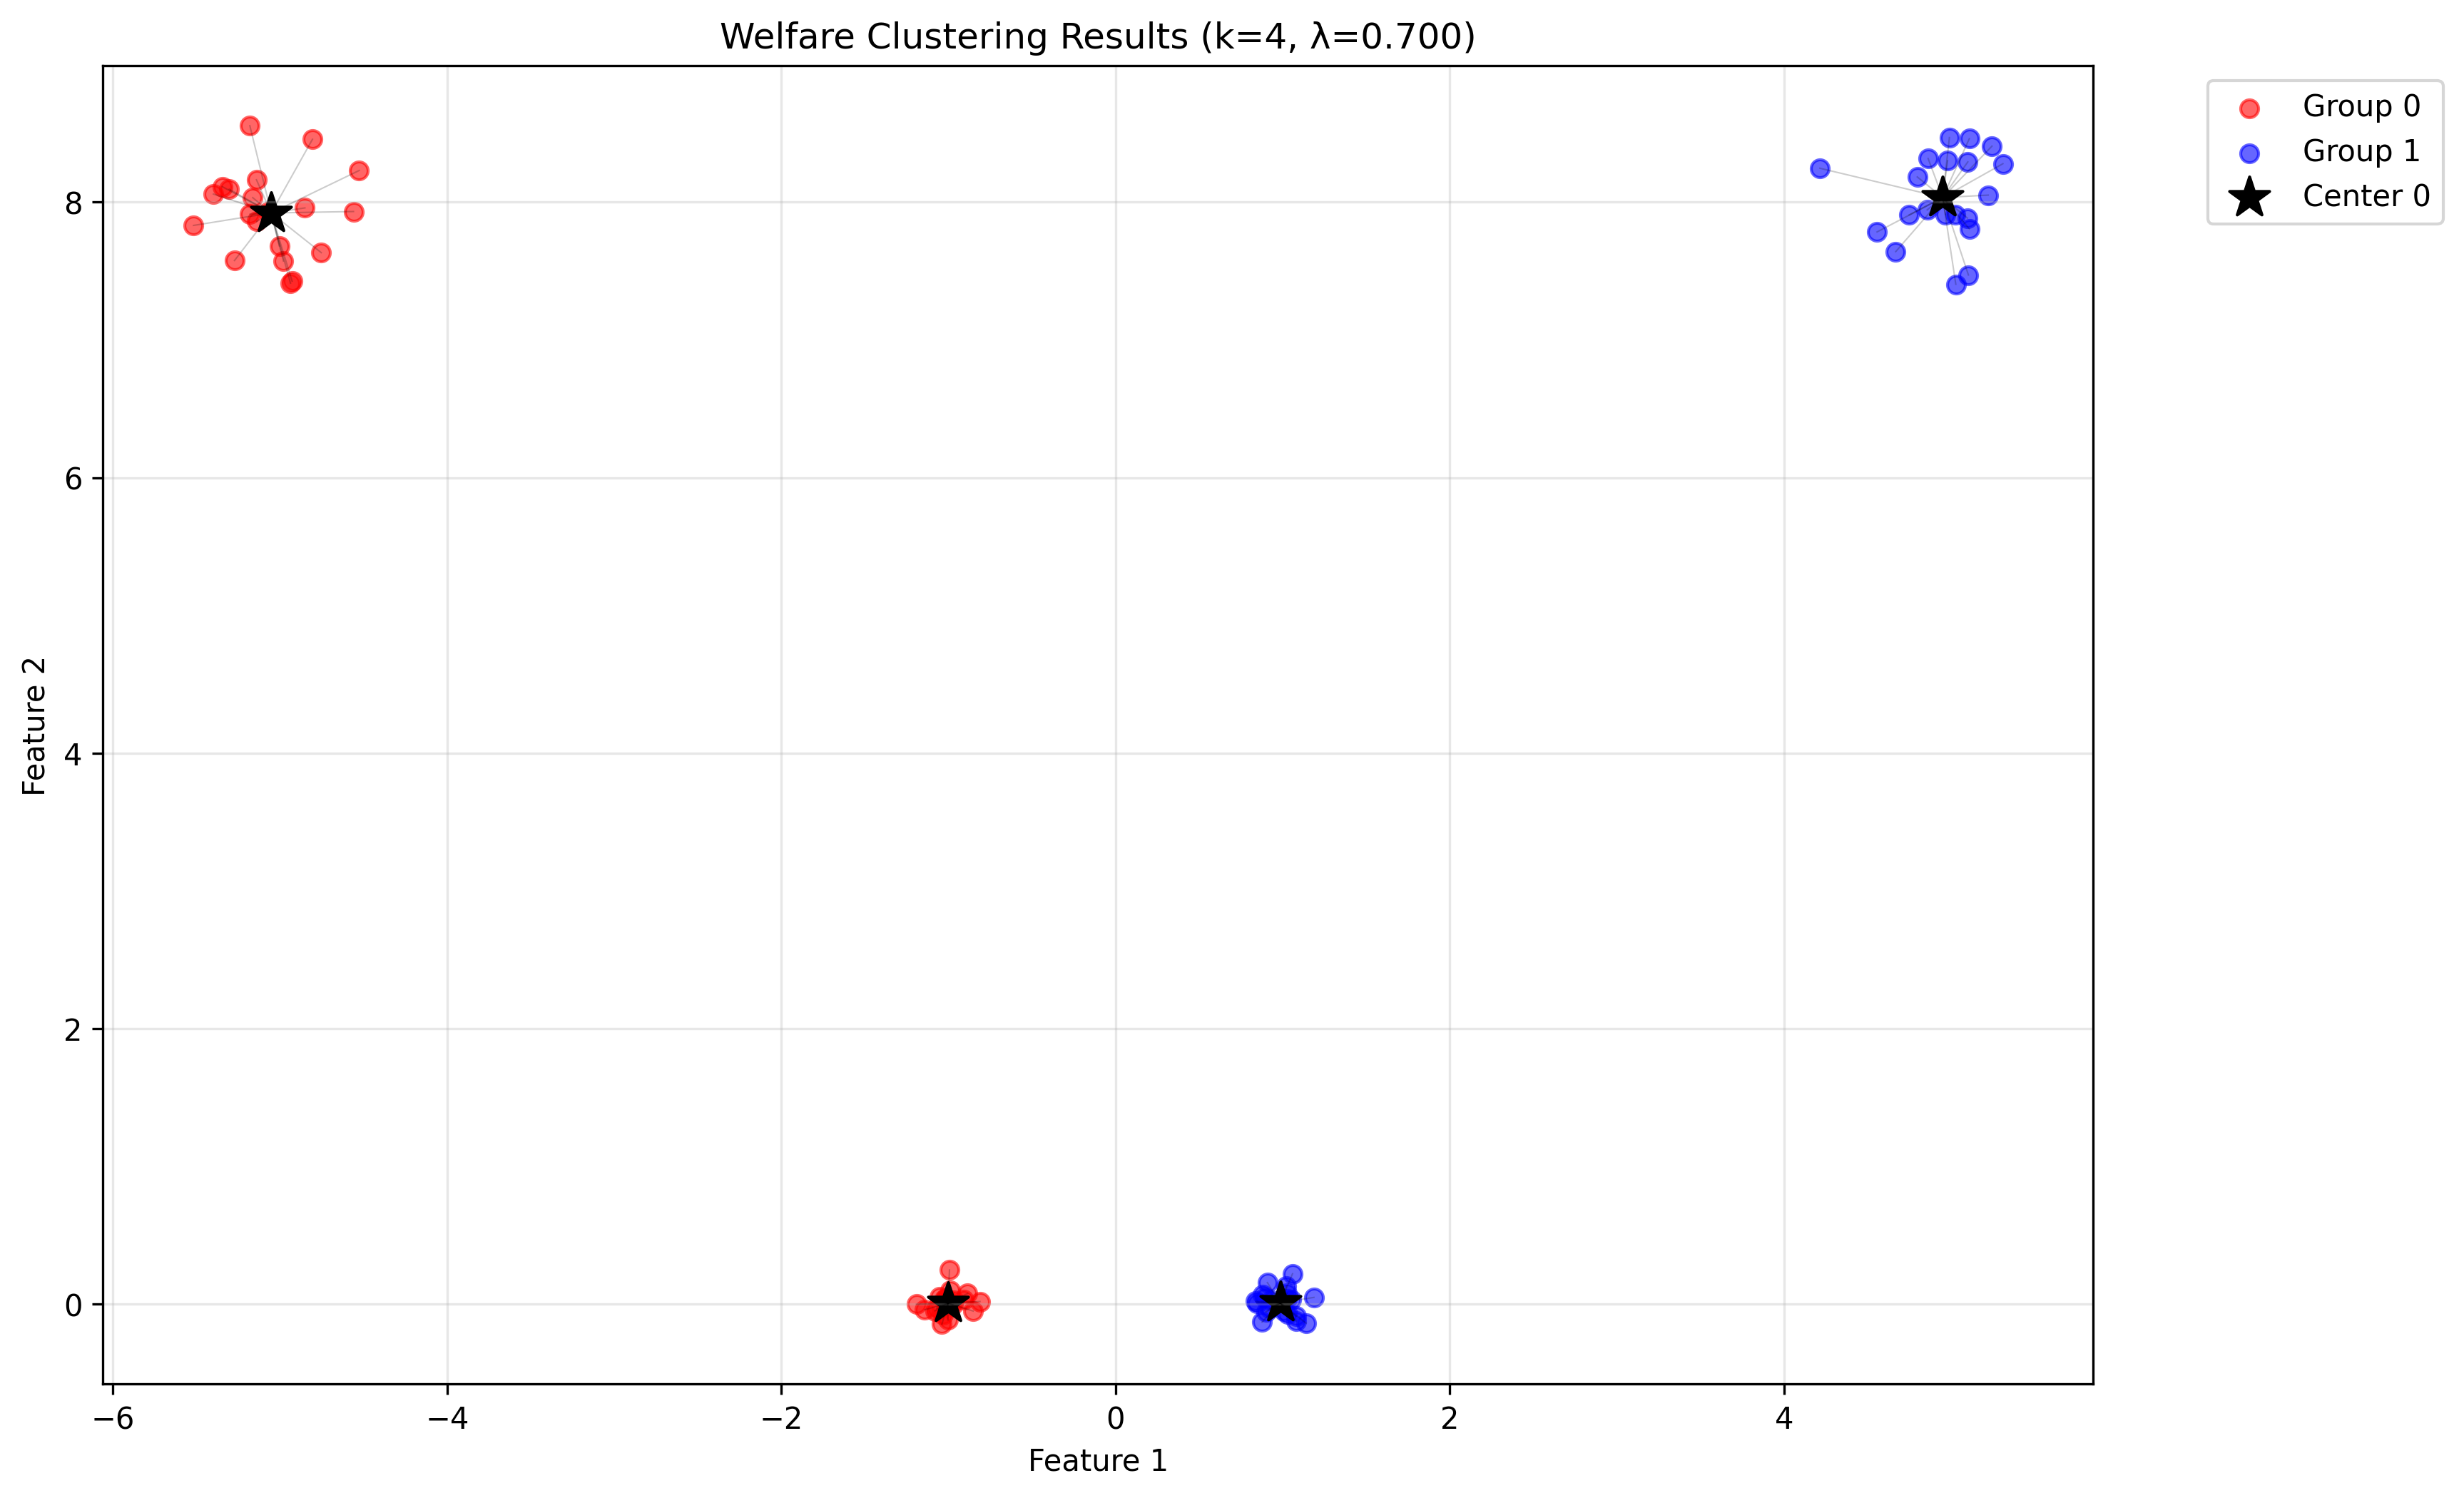 Welfare Clustering Results (k=4, λ=0.700)
Group 0
Group 1
Center 0
Feature 2
8
6
4
2
0
−6
−4
−2
0
2
4
Feature 1